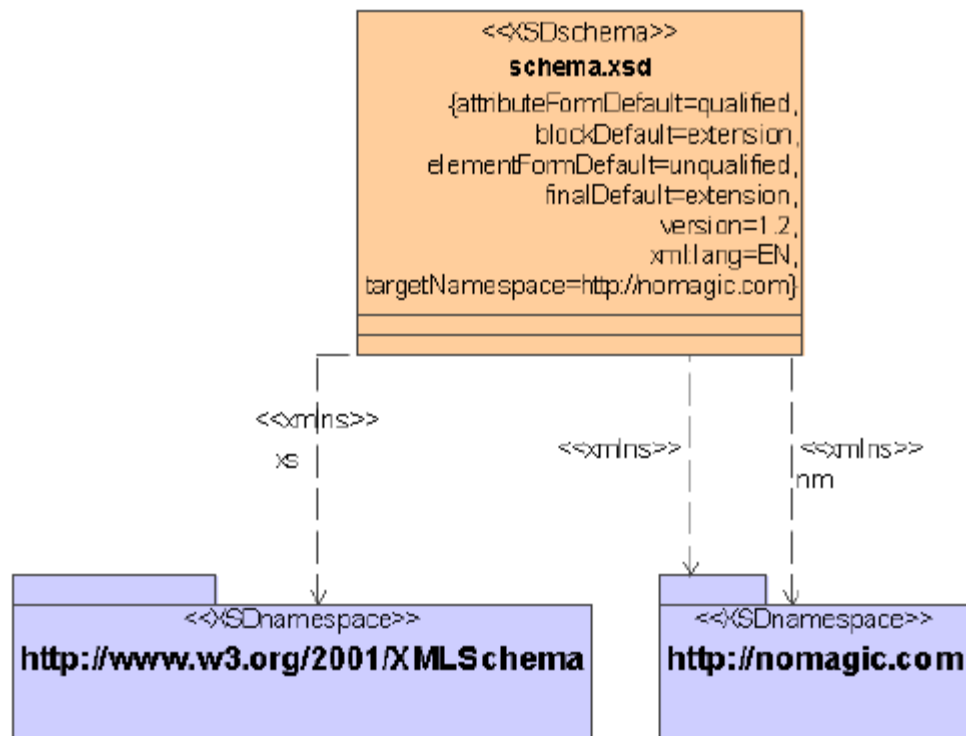 <<XSDschema>>
schema.xsd
{attributeFormDefault=qualified,
blockDefault=extension,
elementFormDefault=unqualified,
finalDefault=extension,
version=1.2,
xml:lang=EN,
targetNamespace=http://nomagic.com}
<<xmlns>>
xs
<<xmlns>>
<<xmlns>>
nm
<<XSDnamespace>>
http://www.w3.org/2001/XMLSchema
<<XSDnamespace>>
http://nomagic.com